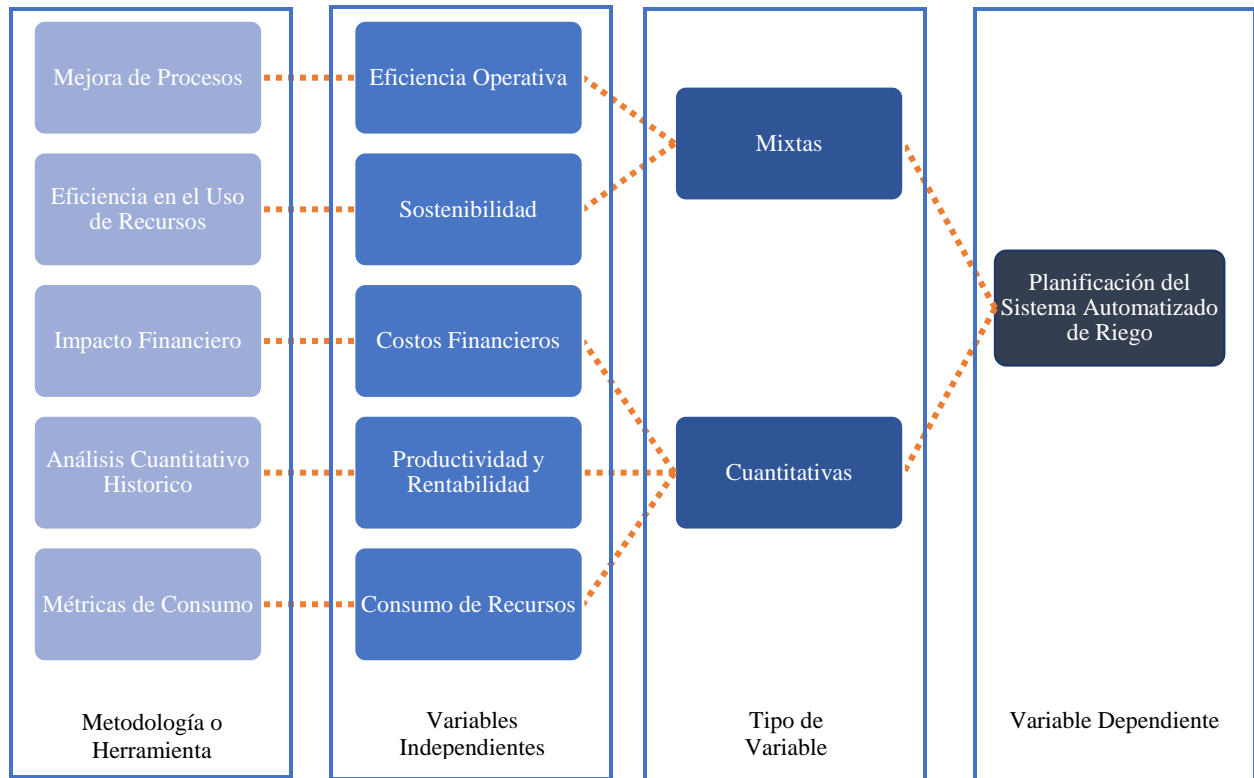 Mejora de Procesos
Eficiencia en el Uso
de Recursos
Impacto Financiero
Análisis Cuantitativo
Historico
Métricas de Consumo
Metodología o
Herramienta
Eficiencia Operativa
Sostenibilidad
Costos Financieros
Productividad y
Rentabilidad
Consumo de Recursos
Variables
Independientes
Mixtas
Cuantitativas
Tipo de
Variable
Planificación del
Sistema Automatizado
de Riego
Variable Dependiente